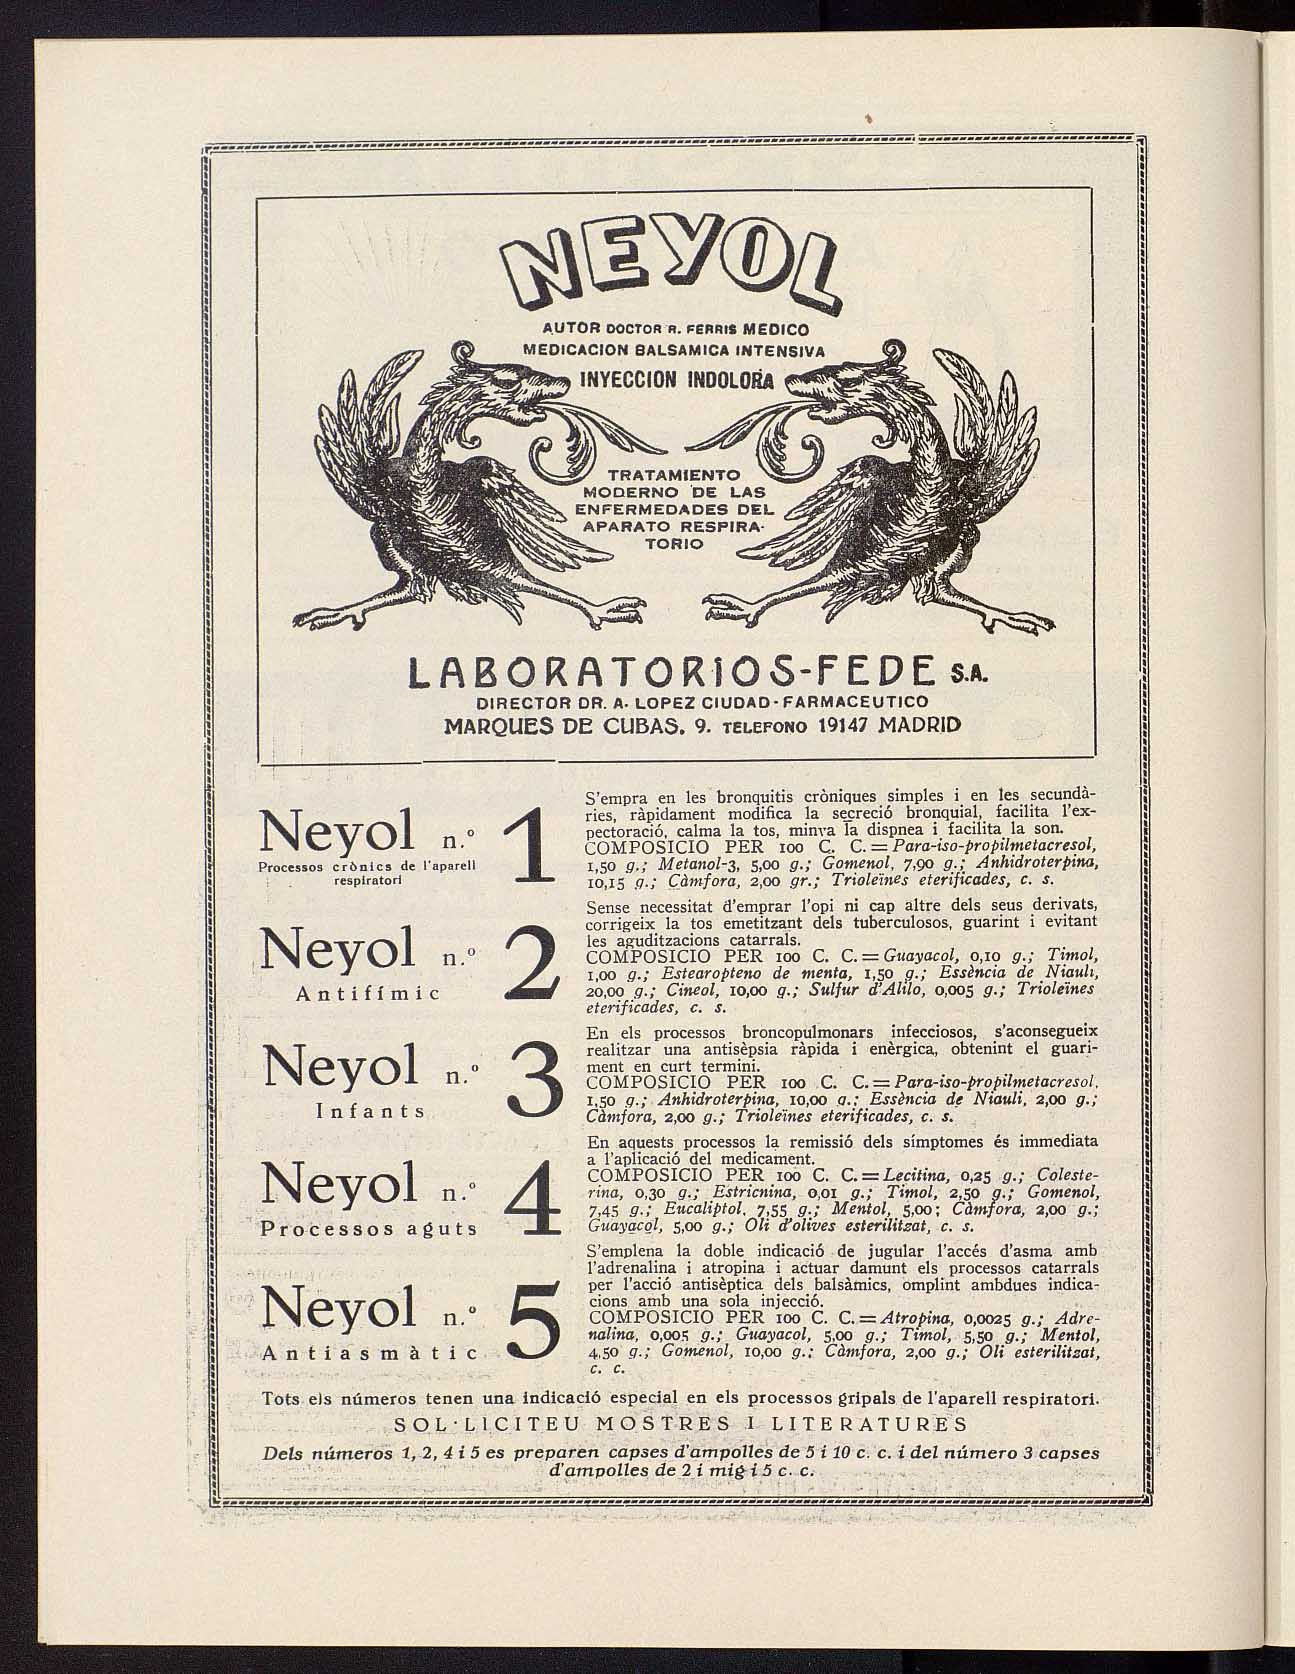 NEYOL
AUTOR DOCTOR R. FERRIS MEDICO
MEDICACION BALSAMICA INTENSIVA
INYECCION INDOLORA
TRATAMIENTO
MODERNO DE LAS
ENFERMEDADES DEL
APARATO RESPIRA-
TORIO
LABORATORIOS-FEDE S.A.
DIRECTOR DR. A. LOPEZ CIUDAD-FARMACEUTICO
MARQUES DE CUBAS, 9. TELEFONO 19147 MADRID
Neyol n.º 1
Processos crònics de l'aparell
respiratori
S'empra en les bronquitis cròniques simples i en les secundà-
ries, ràpidament modifica la secreció bronquial, facilita l'ex-
pectoració, calma la tos, minva la dispnea i facilita la son.
COMPOSICIO PER 100 C. C. = Para-iso-propilmetacresol,
1,50 g.; Metanol-3, 5,00 g.; Gomenol, 7,90 g.; Anhidroterpina,
10,15 g.; Càmfora, 2,00 gr.; Trioleïnes eterificades, c. s.
Neyol n.º 2
Antifímic
Sense necessitat d'emprar l'opi ni cap altre dels seus derivats,
corrigeix la tos emetitzant dels tuberculosos, guarint i evitant
les aguditzacions catarrals.
COMPOSICIO PER 100 C. C. = Guayacol, 0,10 g.; Timol,
1,00 g.; Estearopteno de menta, 1,50 g.; Essència de Niauli,
20,00 g.; Cineol, 10,00 g.; Sulfur d'Alilo, 0,005 g.; Trioleïnes
eterificades, c. s.
Neyol n.º 3
Infants
En els processos broncopulmonars infecciosos, s'aconsegueix
realitzar una antisèpsia ràpida i enèrgica, obtenint el guari-
ment en curt termini.
COMPOSICIO PER 100 C. C. = Para-iso-propilmetacresol,
1,50 g.; Anhidroterpina, 10,00 g.; Essència de Niauli, 2,00 g.;
Càmfora, 2,00 g.; Trioleïnes eterificades, c. s.
Neyol n.º 4
Processos aguts
En aquests processos la remissió dels símptomes és immediata
a l'aplicació del medicament.
COMPOSICIO PER 100 C. C. = Lecitina, 0,25 g.; Coleste-
rina, 0,30 g.; Estricnina, 0,01 g.; Timol, 2,50 g.; Gomenol,
7,45 g.; Eucaliptol, 7,55 g.; Mentol, 5,00; Càmfora, 2,00 g.;
Guayacol, 5,00 g.; Oli d'olives esterilitzat, c. s.
Neyol n.º 5
Antiasmàtic
S'emplena la doble indicació de jugular l'accés d'asma amb
l'adrenalina i atropina i actuar damunt els processos catarrals
per l'acció antisèptica dels balsàmics, omplint ambdues indica-
cions amb una sola injecció.
COMPOSICIO PER 100 C. C. = Atropina, 0,0025 g.; Adre-
nalina, 0,005 g.; Guayacol, 5,00 g.; Timol, 5,50 g.; Mentol,
4,50 g.; Gomenol, 10,00 g.; Càmfora, 2,00 g.; Oli esterilitzat,
c. c.
Tots els números tenen una indicació especial en els processos gripals de l'aparell respiratori.
SOL·LICITEU MOSTRES I LITERATURES
Dels números 1, 2, 4 i 5 es preparen capses d'ampolles de 5 i 10 c. c. i del número 3 capses
d'ampolles de 2 i mig i 5 c. c.